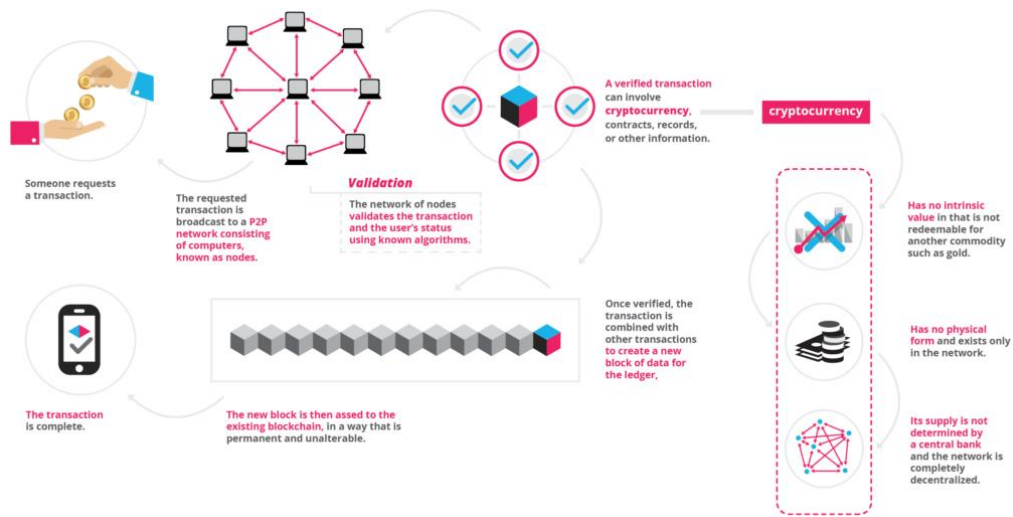 Someone requests
a transaction.
The requested
transaction is
broadcast to a P2P
network consisting
of computers,
known as nodes.
Validation
The network of nodes
validates the transaction
and the user's status
using known algorithms.
A verified transaction
can involve
cryptocurrency,
contracts, records,
or other information.
cryptocurrency
Has no intrinsic
value in that is not
redeemable for
another commodity
such as gold.
Has no physical
form and exists only
in the network.
Its supply is not
determined by
a central bank
and the network is
completely
decentralized.
Once verified, the
transaction is
combined with
other transactions
to create a new
block of data for
the ledger,
The new block is then assed to the
existing blockchain, in a way that is
permanent and unalterable.
The transaction
is complete.